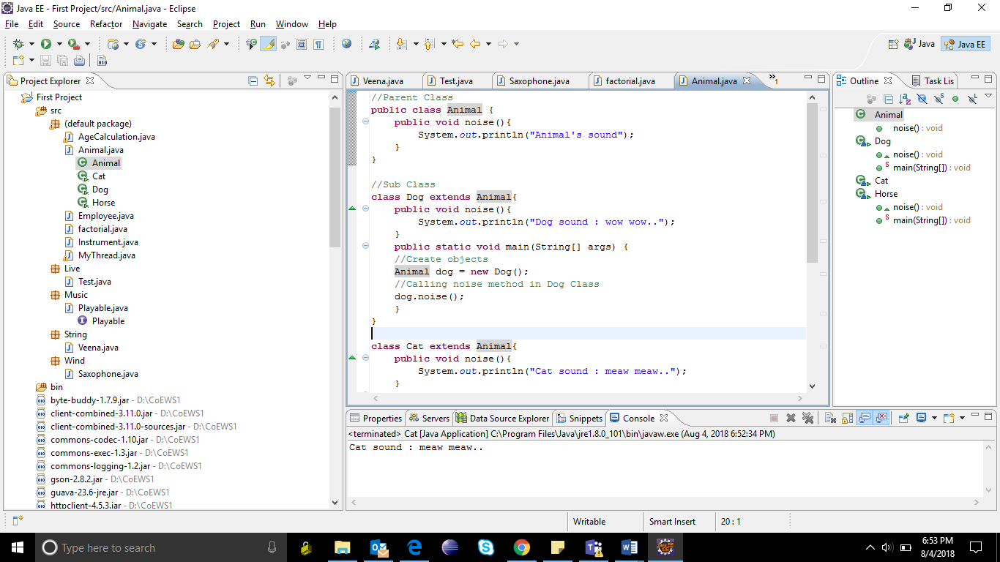 Java EE - First Project/src/Animal.java - Eclipse
File Edit Source Refactor Navigate Search Project Run Window Help
Java Java EE
Project Explorer
First Project
src
(default package)
AgeCalculation.java
Animal.java
Animal
Cat
Dog
Horse
Employee.java
factorial.java
Instrument.java
MyThread.java
Live
Test.java
Music
Playable.java
Playable
String
Veena.java
Wind
Saxophone.java
bin
byte-buddy-1.7.9.jar - D:\CoEWS1
client-combined-3.11.0.jar - D:\CoEWS1
client-combined-3.11.0-sources.jar - D:\CoEWS1
commons-codec-1.10.jar - D:\CoEWS1
commons-exec-1.3.jar - D:\CoEWS1
commons-logging-1.2.jar - D:\CoEWS1
gson-2.8.2.jar - D:\CoEWS1
guava-23.6-jre.jar - D:\CoEWS1
httpclient-4.5.3.jar - D:\CoEWS1
Veena.java Test.java Saxophone.java factorial.java Animal.java »1
//Parent Class
public class Animal {
public void noise(){
System.out.println("Animal's sound");
}
}
//Sub Class
class Dog extends Animal{
public void noise(){
System.out.println("Dog sound : wow wow..");
}
public static void main(String[] args) {
//Create objects
Animal dog = new Dog();
//Calling noise method in Dog Class
dog.noise();
}
}
class Cat extends Animal{
public void noise(){
System.out.println("Cat sound : meaw meaw..");
}
Outline Task Lis
Animal
noise() : void
Dog
noise() : void
main(String[]) : void
Cat
Horse
noise() : void
main(String[]) : void
Properties Servers Data Source Explorer Snippets Console
<terminated> Cat [Java Application] C:\Program Files\Java\jre1.8.0_101\bin\javaw.exe (Aug 4, 2018 6:52:34 PM)
Cat sound : meaw meaw..
Writable Smart Insert 20 : 1
Type here to search
6:53 PM
8/4/2018